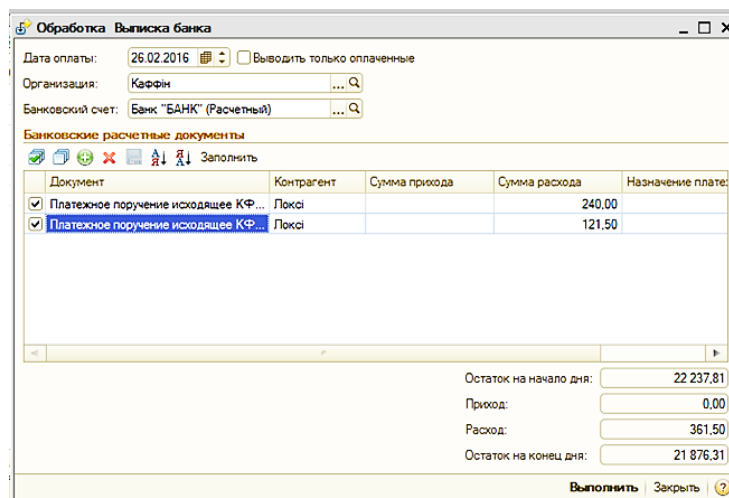 Обработка Выписка банка
Дата оплаты: 26.02.2016 Выводить только оплаченные
Организация: Каффін ...
Банковский счет: Банк "БАНК" (Расчетный) ...
Банковские расчетные документы
Заполнить
Документ Контрагент Сумма прихода Сумма расхода Назначение плате:
Платежное поручение исходящее КФ... Локсі 240,00
Платежное поручение исходящее КФ... Локсі 121,50
Остаток на начало дня: 22 237,81
Приход: 0,00
Расход: 361,50
Остаток на конец дня: 21 876,31
Выполнить Закрыть ?